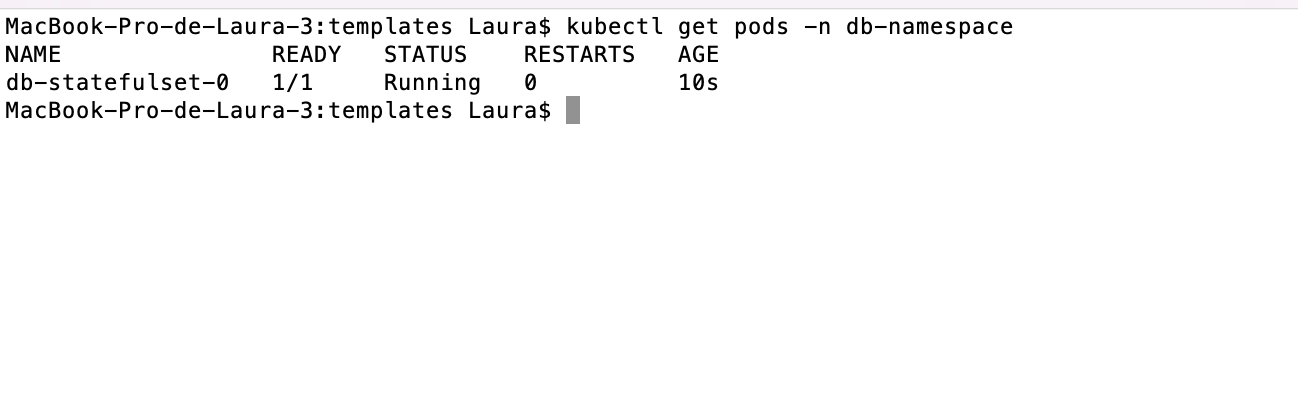 MacBook-Pro-de-Laura-3:templates Laura$ kubectl get pods -n db-namespace
NAME READY STATUS RESTARTS AGE
db-statefulset-0 1/1 Running 0 10s
MacBook-Pro-de-Laura-3:templates Laura$